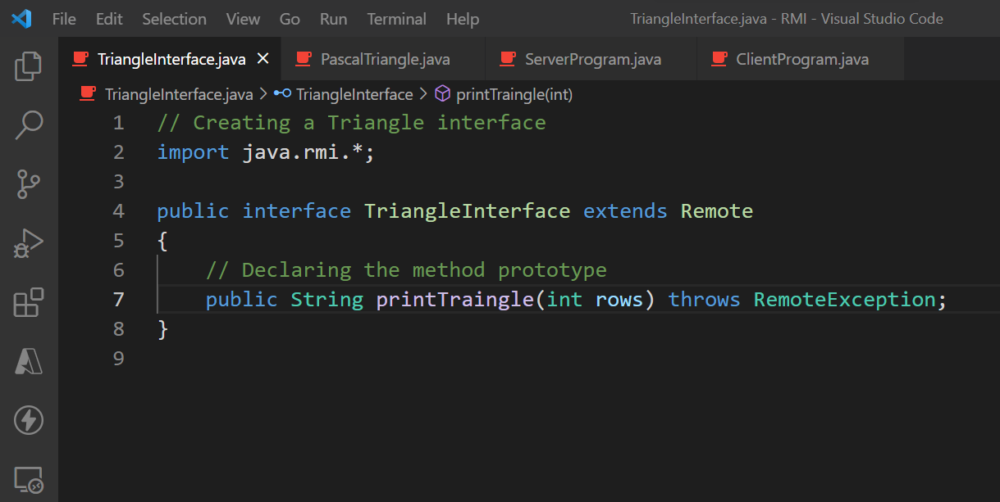 File Edit Selection View Go Run Terminal Help TriangleInterface.java - RMI - Visual Studio Code
TriangleInterface.java PascalTriangle.java ServerProgram.java ClientProgram.java
TriangleInterface.java > TriangleInterface > printTraingle(int)
1 // Creating a Triangle interface
2 import java.rmi.*;
3
4 public interface TriangleInterface extends Remote
5 {
6 // Declaring the method prototype
7 public String printTraingle(int rows) throws RemoteException;
8 }
9